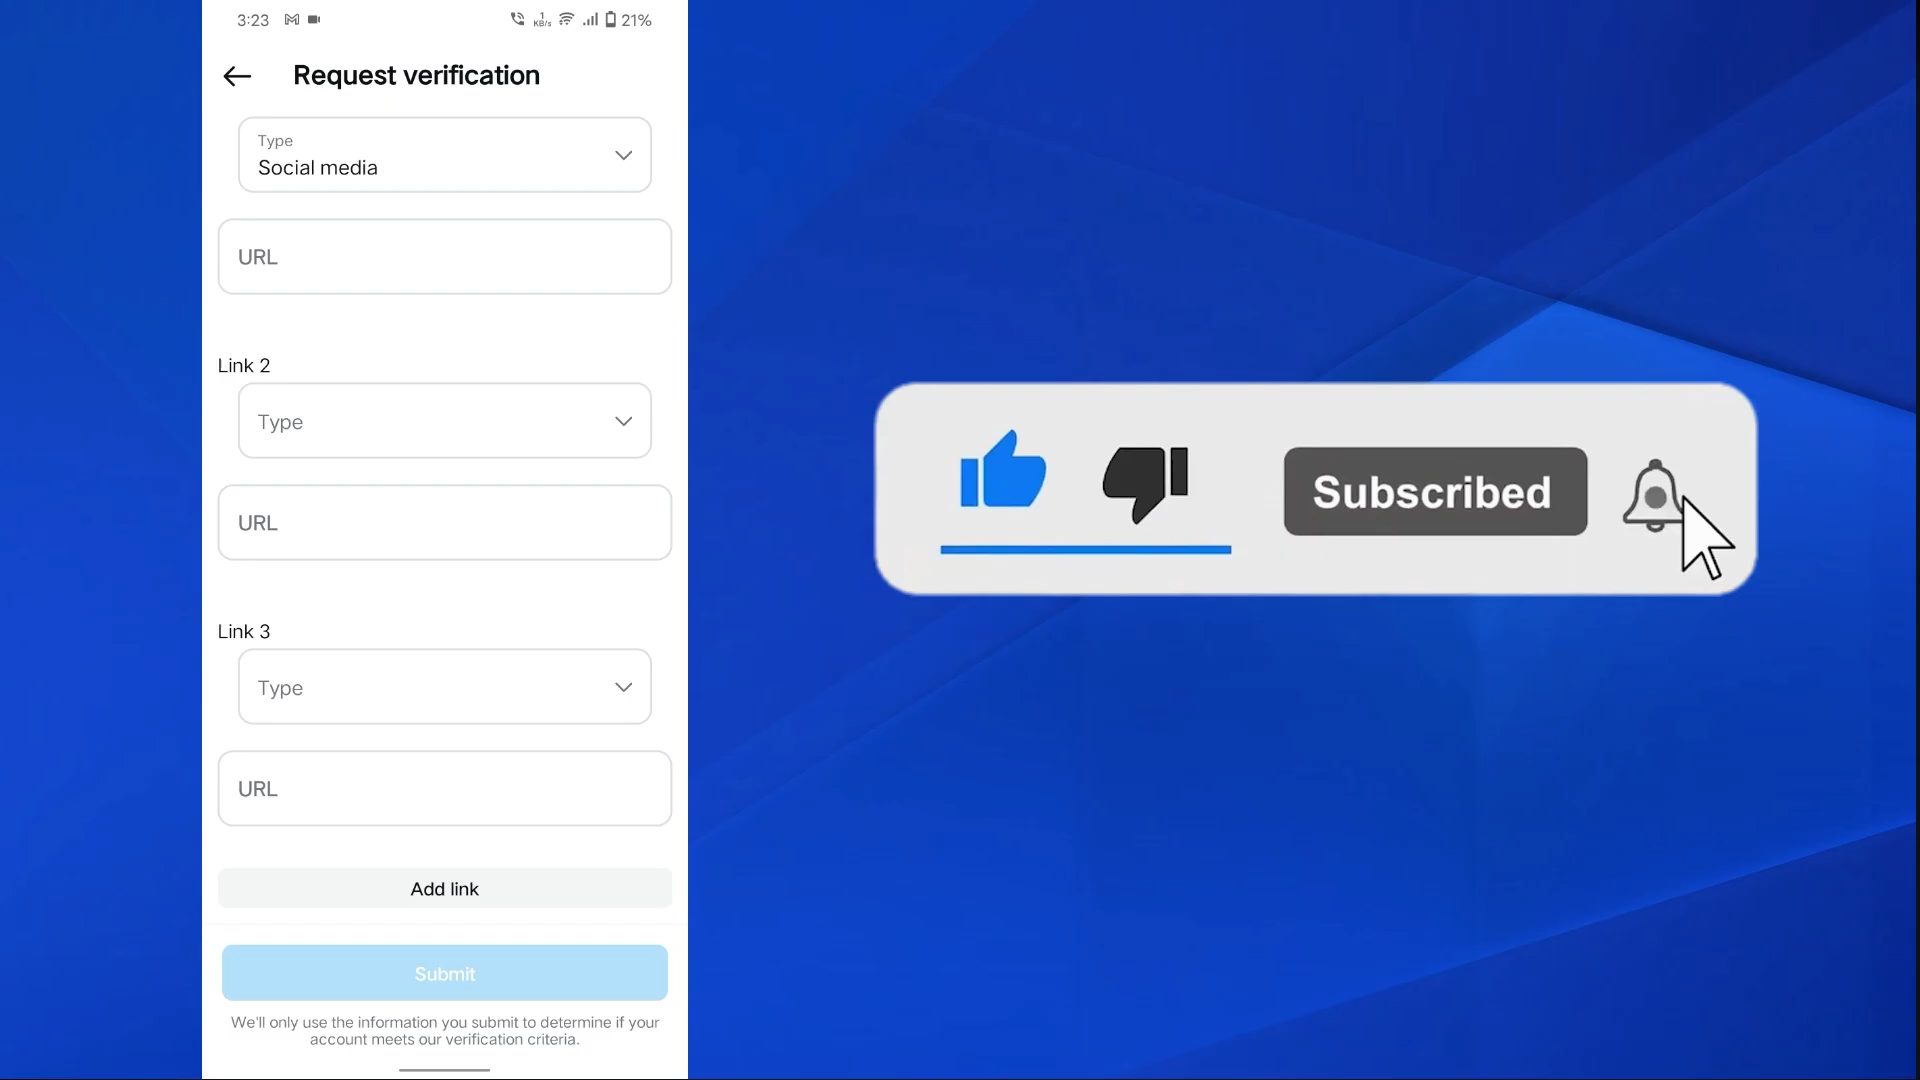 3:23
1
KB/s
21%
Request verification
Type
Social media
URL
Link 2
Type
URL
Link 3
Type
URL
Add link
Submit
We'll only use the information you submit to determine if your
account meets our verification criteria.
Subscribed